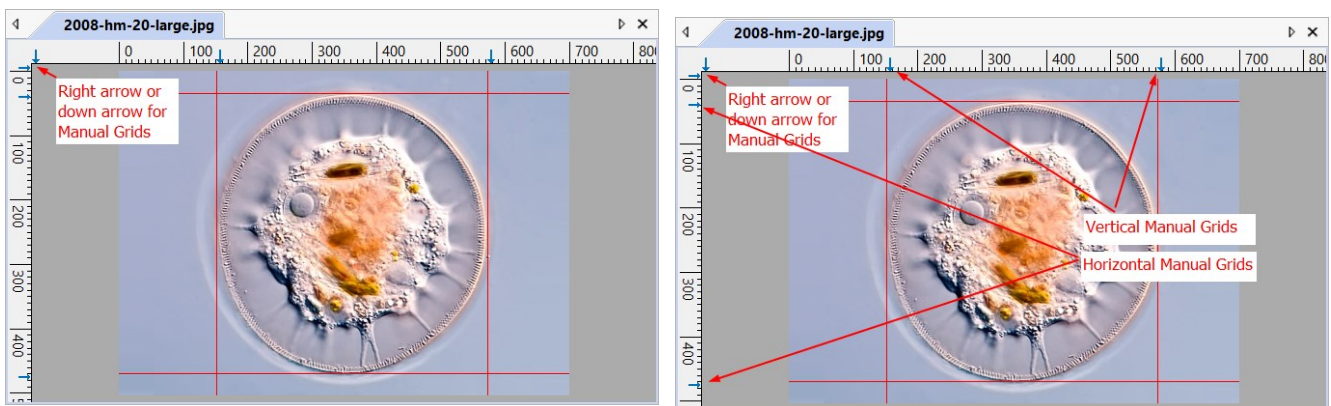 2008-hm-20-large.jpg
0 100 200 300 400 500 600 700 80
0
100
200
300
400
Right arrow or
down arrow for
Manual Grids
2008-hm-20-large.jpg
0 100 200 300 400 500 600 700 80
0
100
200
300
400
Right arrow or
down arrow for
Manual Grids
Vertical Manual Grids
Horizontal Manual Grids